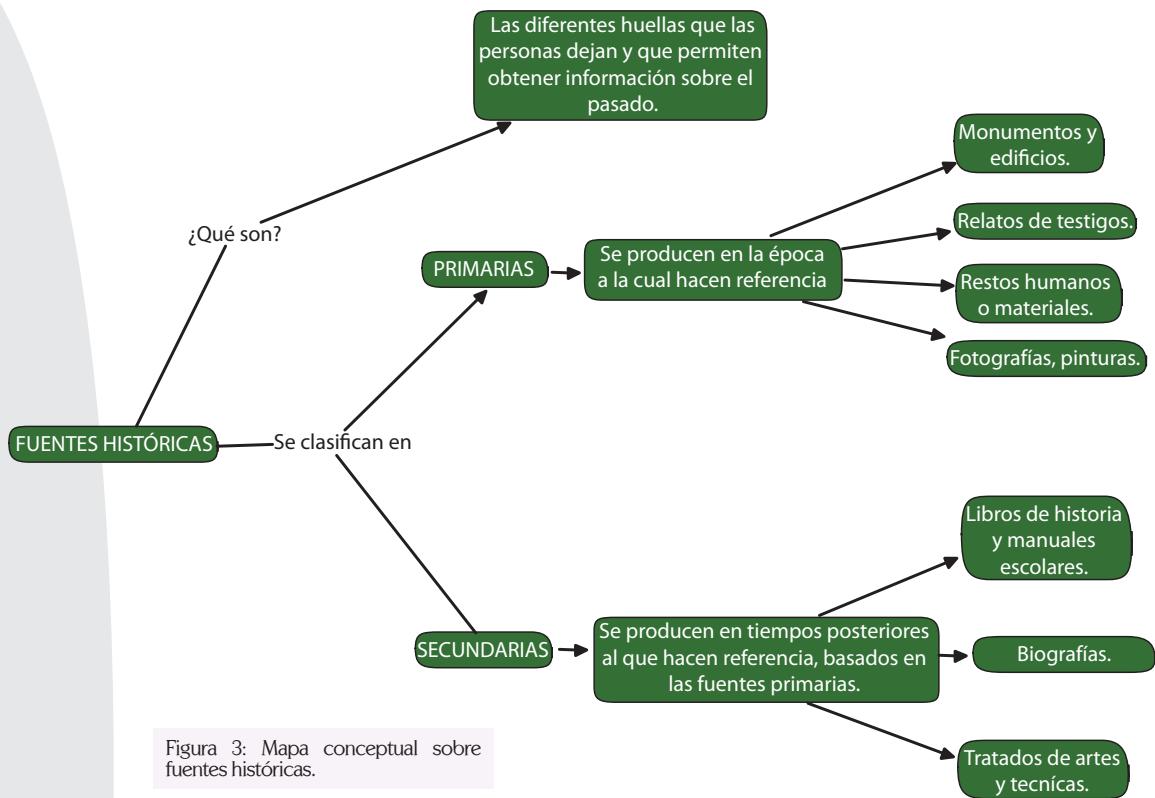 Las diferentes huellas que las
personas dejan y que permiten
obtener información sobre el
pasado.
¿Qué son?
FUENTES HISTÓRICAS
Se clasifican en
PRIMARIAS
Se producen en la época
a la cual hacen referencia
Monumentos y
edificios.
Relatos de testigos.
Restos humanos
o materiales.
Fotografías, pinturas.
SECUNDARIAS
Se producen en tiempos posteriores
al que hacen referencia, basados en
las fuentes primarias.
Libros de historia
y manuales
escolares.
Biografías.
Tratados de artes
y tecnícas.
Figura 3: Mapa conceptual sobre
fuentes históricas.